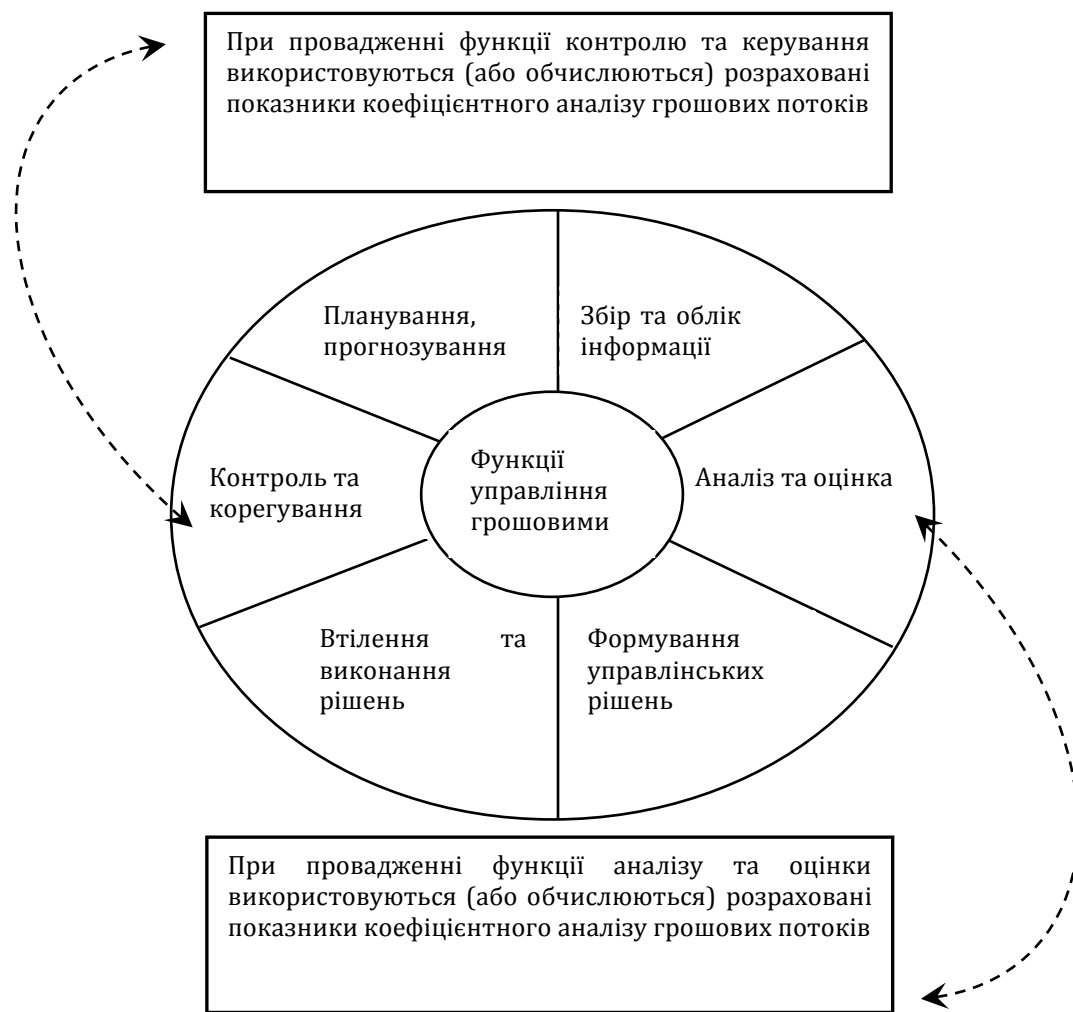 При провадженні функції контролю та керування
використовуються (або обчислюються) розраховані
показники коефіцієнтного аналізу грошових потоків
Планування,
прогнозування
Збір та облік
інформації
Контроль та
корегування
Функції
управління
грошовими
Аналіз та оцінка
Втілення та
виконання
рішень
Формування
управлінських
рішень
При провадженні функції аналізу та оцінки
використовуються (або обчислюються) розраховані
показники коефіцієнтного аналізу грошових потоків